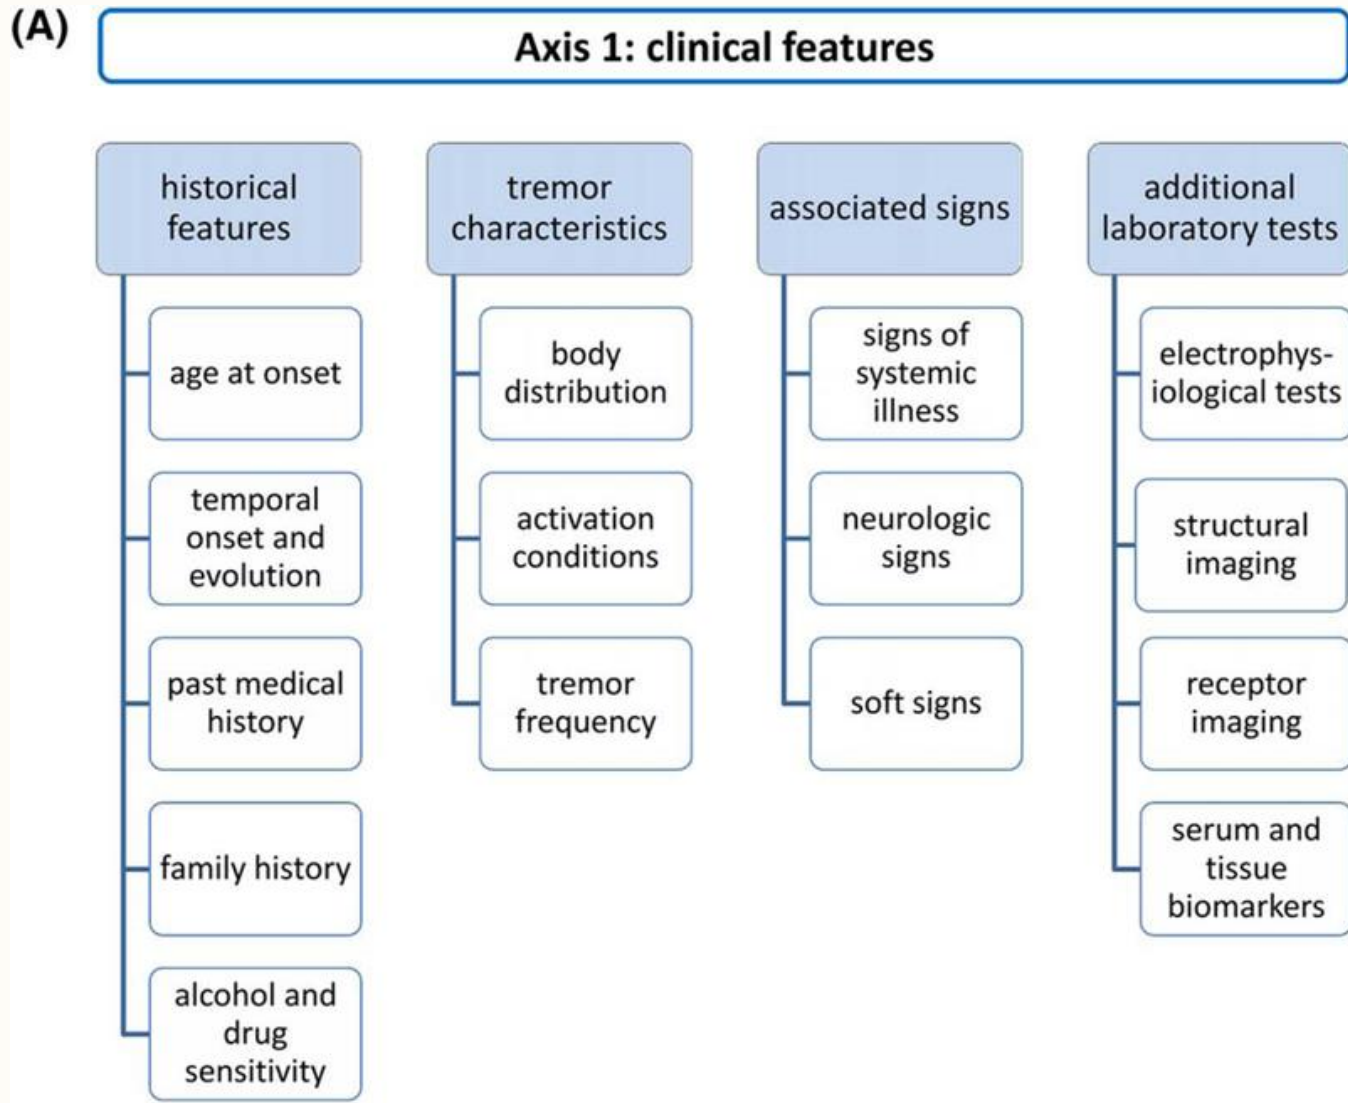 (A)
Axis 1: clinical features
historical
features
age at onset
temporal
onset and
evolution
past medical
history
family history
alcohol and
drug
sensitivity
tremor
characteristics
body
distribution
activation
conditions
tremor
frequency
associated signs
signs of
systemic
illness
neurologic
signs
soft signs
additional
laboratory tests
electrophys-
iological tests
structural
imaging
receptor
imaging
serum and
tissue
biomarkers